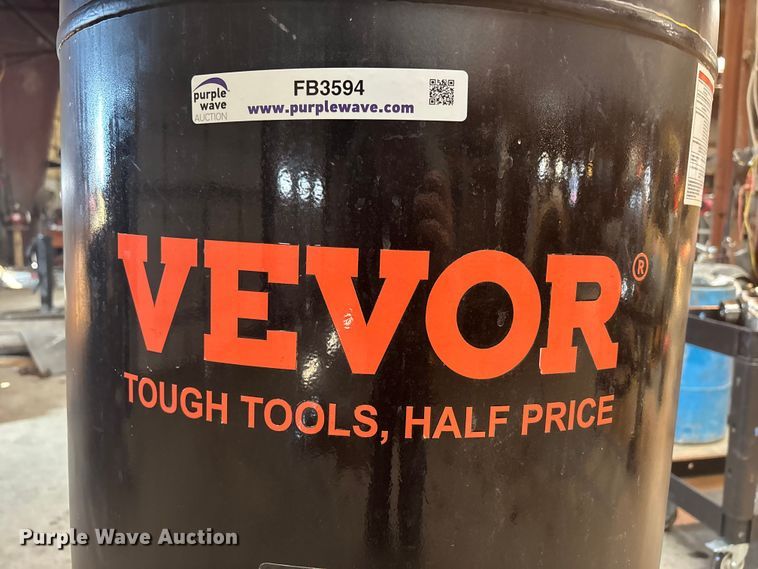 purple
wave
AUCTION
FB3594
www.purplewave.com
VEVOR®
TOUGH TOOLS, HALF PRICE
Purple Wave Auction